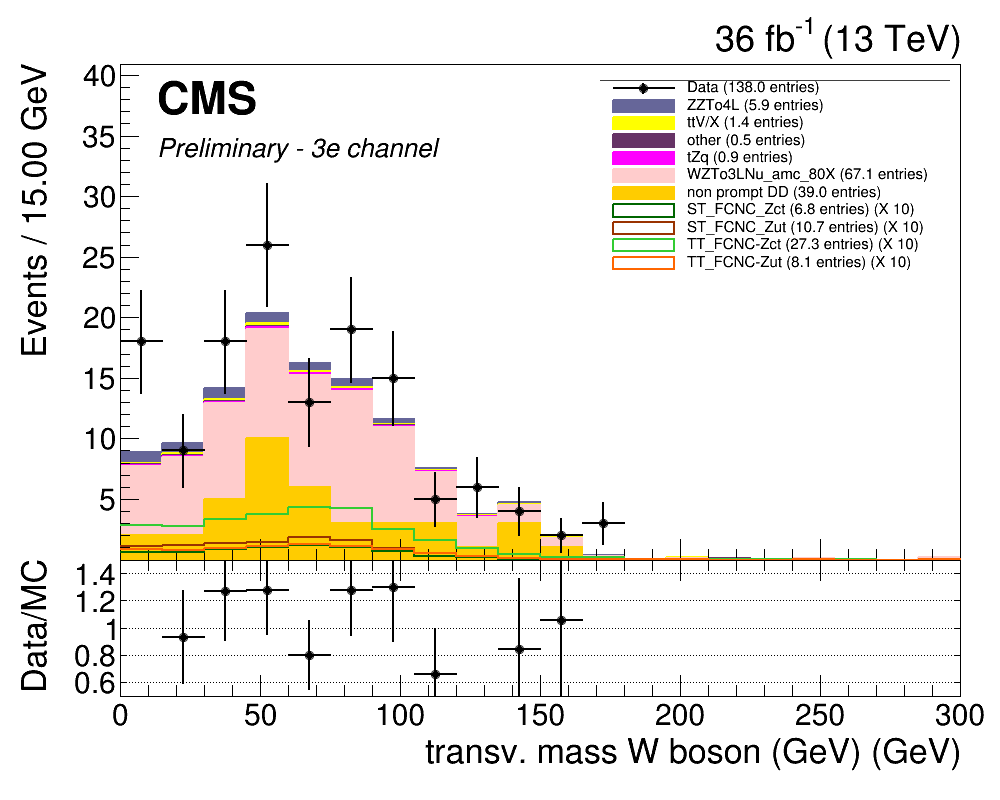 36 fb-1 (13 TeV)
Events / 15.00 GeV
40
35
30
25
20
15
10
5
CMS
Preliminary - 3e channel
Data (138.0 entries)
ZZTo4L (5.9 entries)
ttV/X (1.4 entries)
other (0.5 entries)
tZq (0.9 entries)
WZTo3LNu_amc_80X (67.1 entries)
non prompt DD (39.0 entries)
ST_FCNC_Zct (6.8 entries) (X 10)
ST_FCNC_Zut (10.7 entries) (X 10)
TT_FCNC-Zct (27.3 entries) (X 10)
TT_FCNC-Zut (8.1 entries) (X 10)
Data/MC
1.4
1.2
1
0.8
0.6
0 50 100 150 200 250 300
transv. mass W boson (GeV) (GeV)